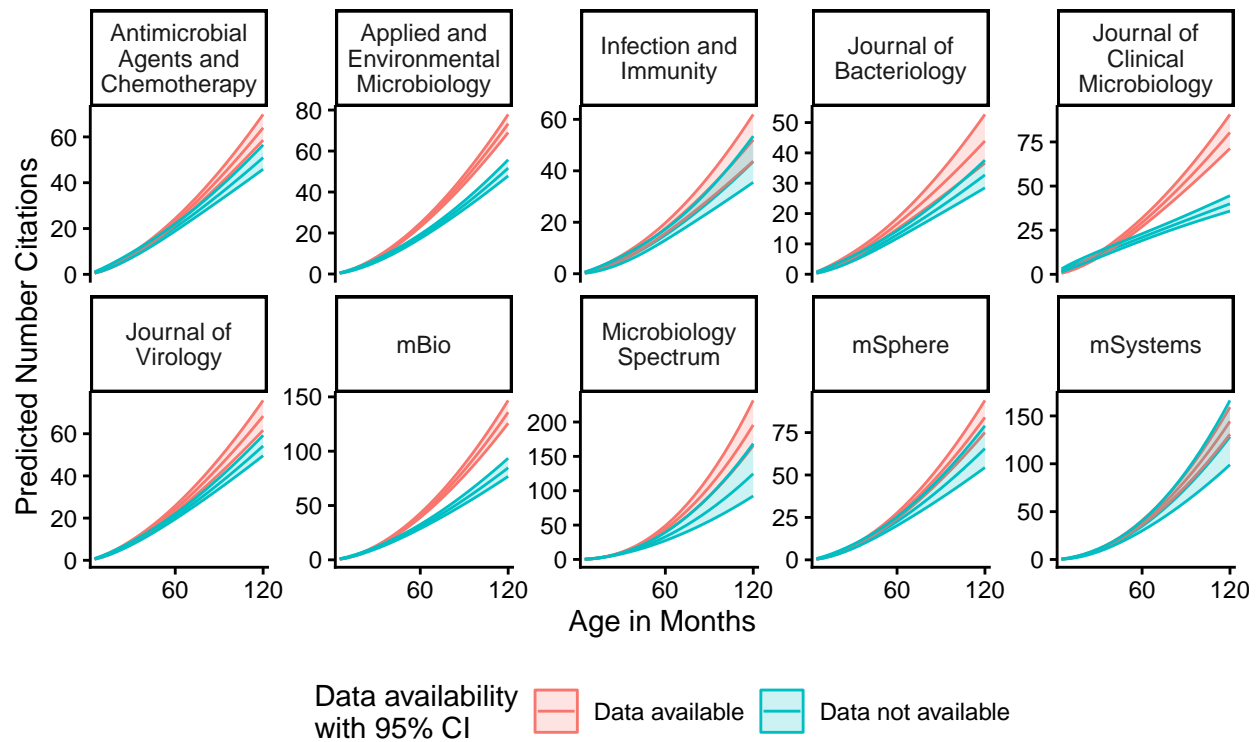 Antimicrobial
Agents and
Chemotherapy
Applied and
Environmental
Microbiology
Infection and
Immunity
Journal of
Bacteriology
Journal of
Clinical
Microbiology
60
40
20
0
80
60
40
20
0
60
40
20
0
50
40
30
20
10
0
75
50
25
0
Journal of
Virology
mBio
Microbiology
Spectrum
mSphere
mSystems
60
40
20
0
150
100
50
0
200
150
100
50
0
75
50
25
0
150
100
50
0
60
120
60
120
60
120
60
120
60
120
Predicted Number Citations
Age in Months
Data availability
with 95% CI
Data available
Data not available